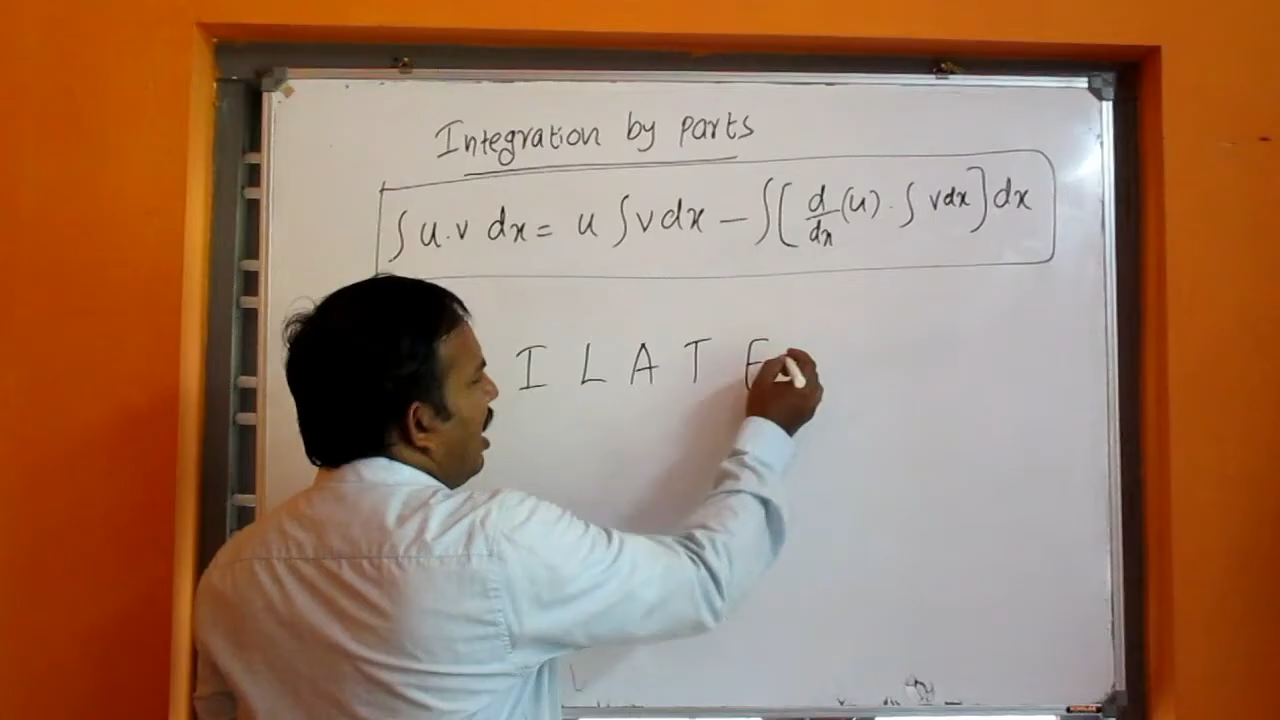 Integration by parts
∫ u.v dx = u ∫ v dx − ∫ [ d/dx (u) . ∫ v dx ] dx
I L A T E